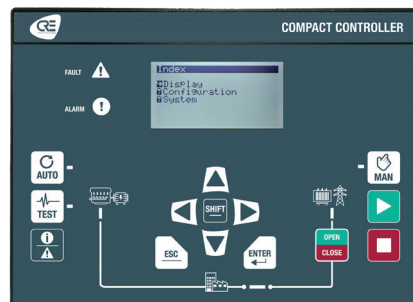 CRE
COMPACT CONTROLLER
FAULT
ALARM
Index
Display
Configuration
System
AUTO
MAN
TEST
SHIFT
ESC
ENTER
OPEN
CLOSE